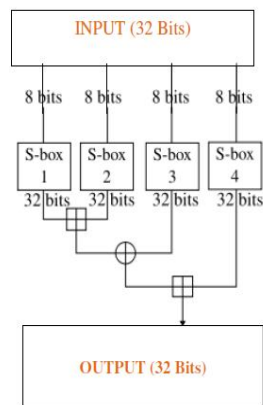 INPUT (32 Bits)
8 bits 8 bits 8 bits 8 bits
S-box S-box S-box S-box
1 2 3 4
32 bits 32 bits 32 bits 32 bits
OUTPUT (32 Bits)